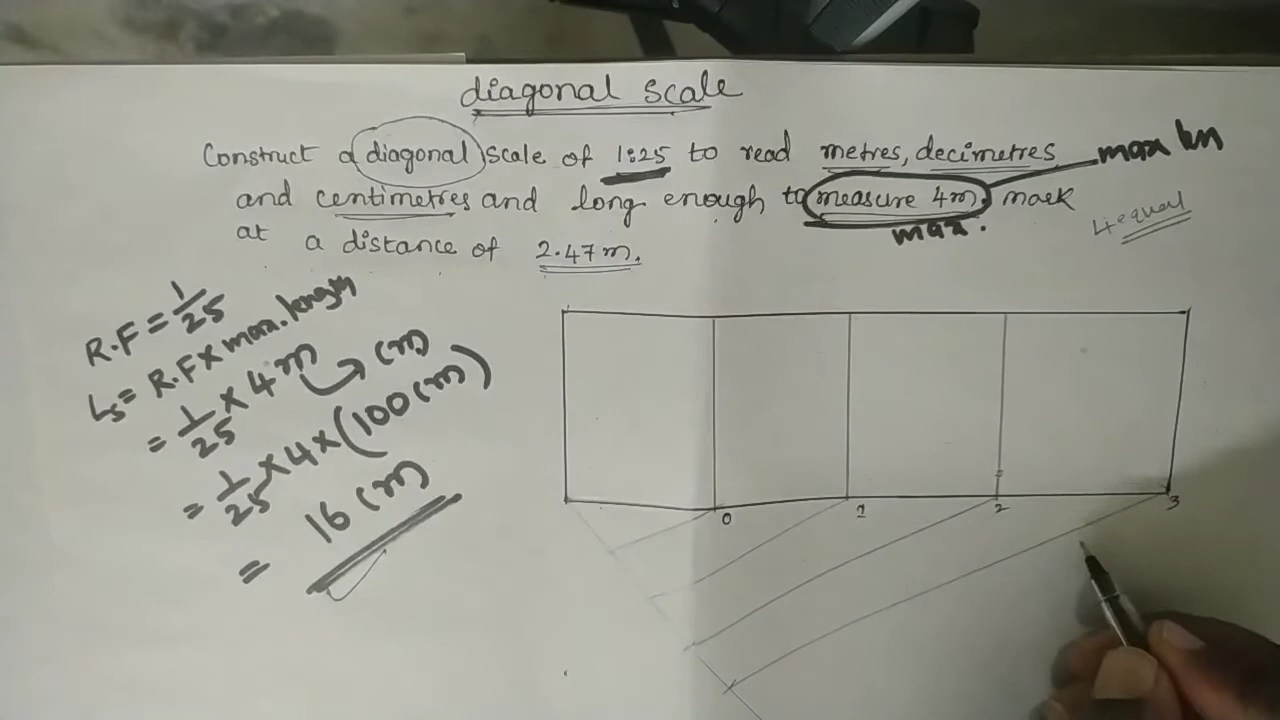 diagonal scale
Construct a diagonal scale of 1:25 to read metres, decimetres
max len
and centimetres and long enough to measure 4m. mark
max.
4 equal
at a distance of 2.47m.
R.F = 1/25
Ls = R.F x max. length
= 1/25 x 4m → cm
= 1/25 x 4 x (100 cm)
= 16 cm
0 1 2 3